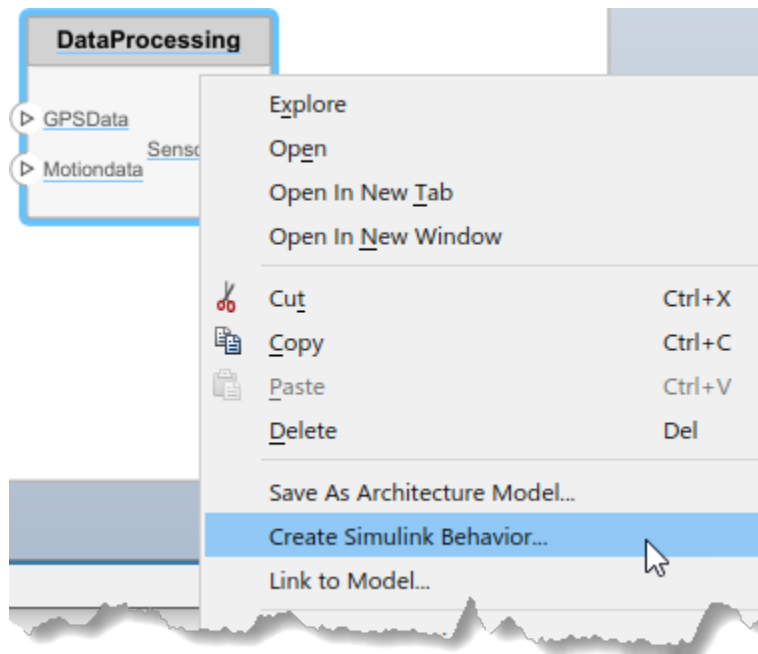 DataProcessing
GPSData
Motiondata
Explore
Open
Open In New Tab
Open In New Window
Cut Ctrl+X
Copy Ctrl+C
Paste Ctrl+V
Delete Del
Save As Architecture Model...
Create Simulink Behavior...
Link to Model...